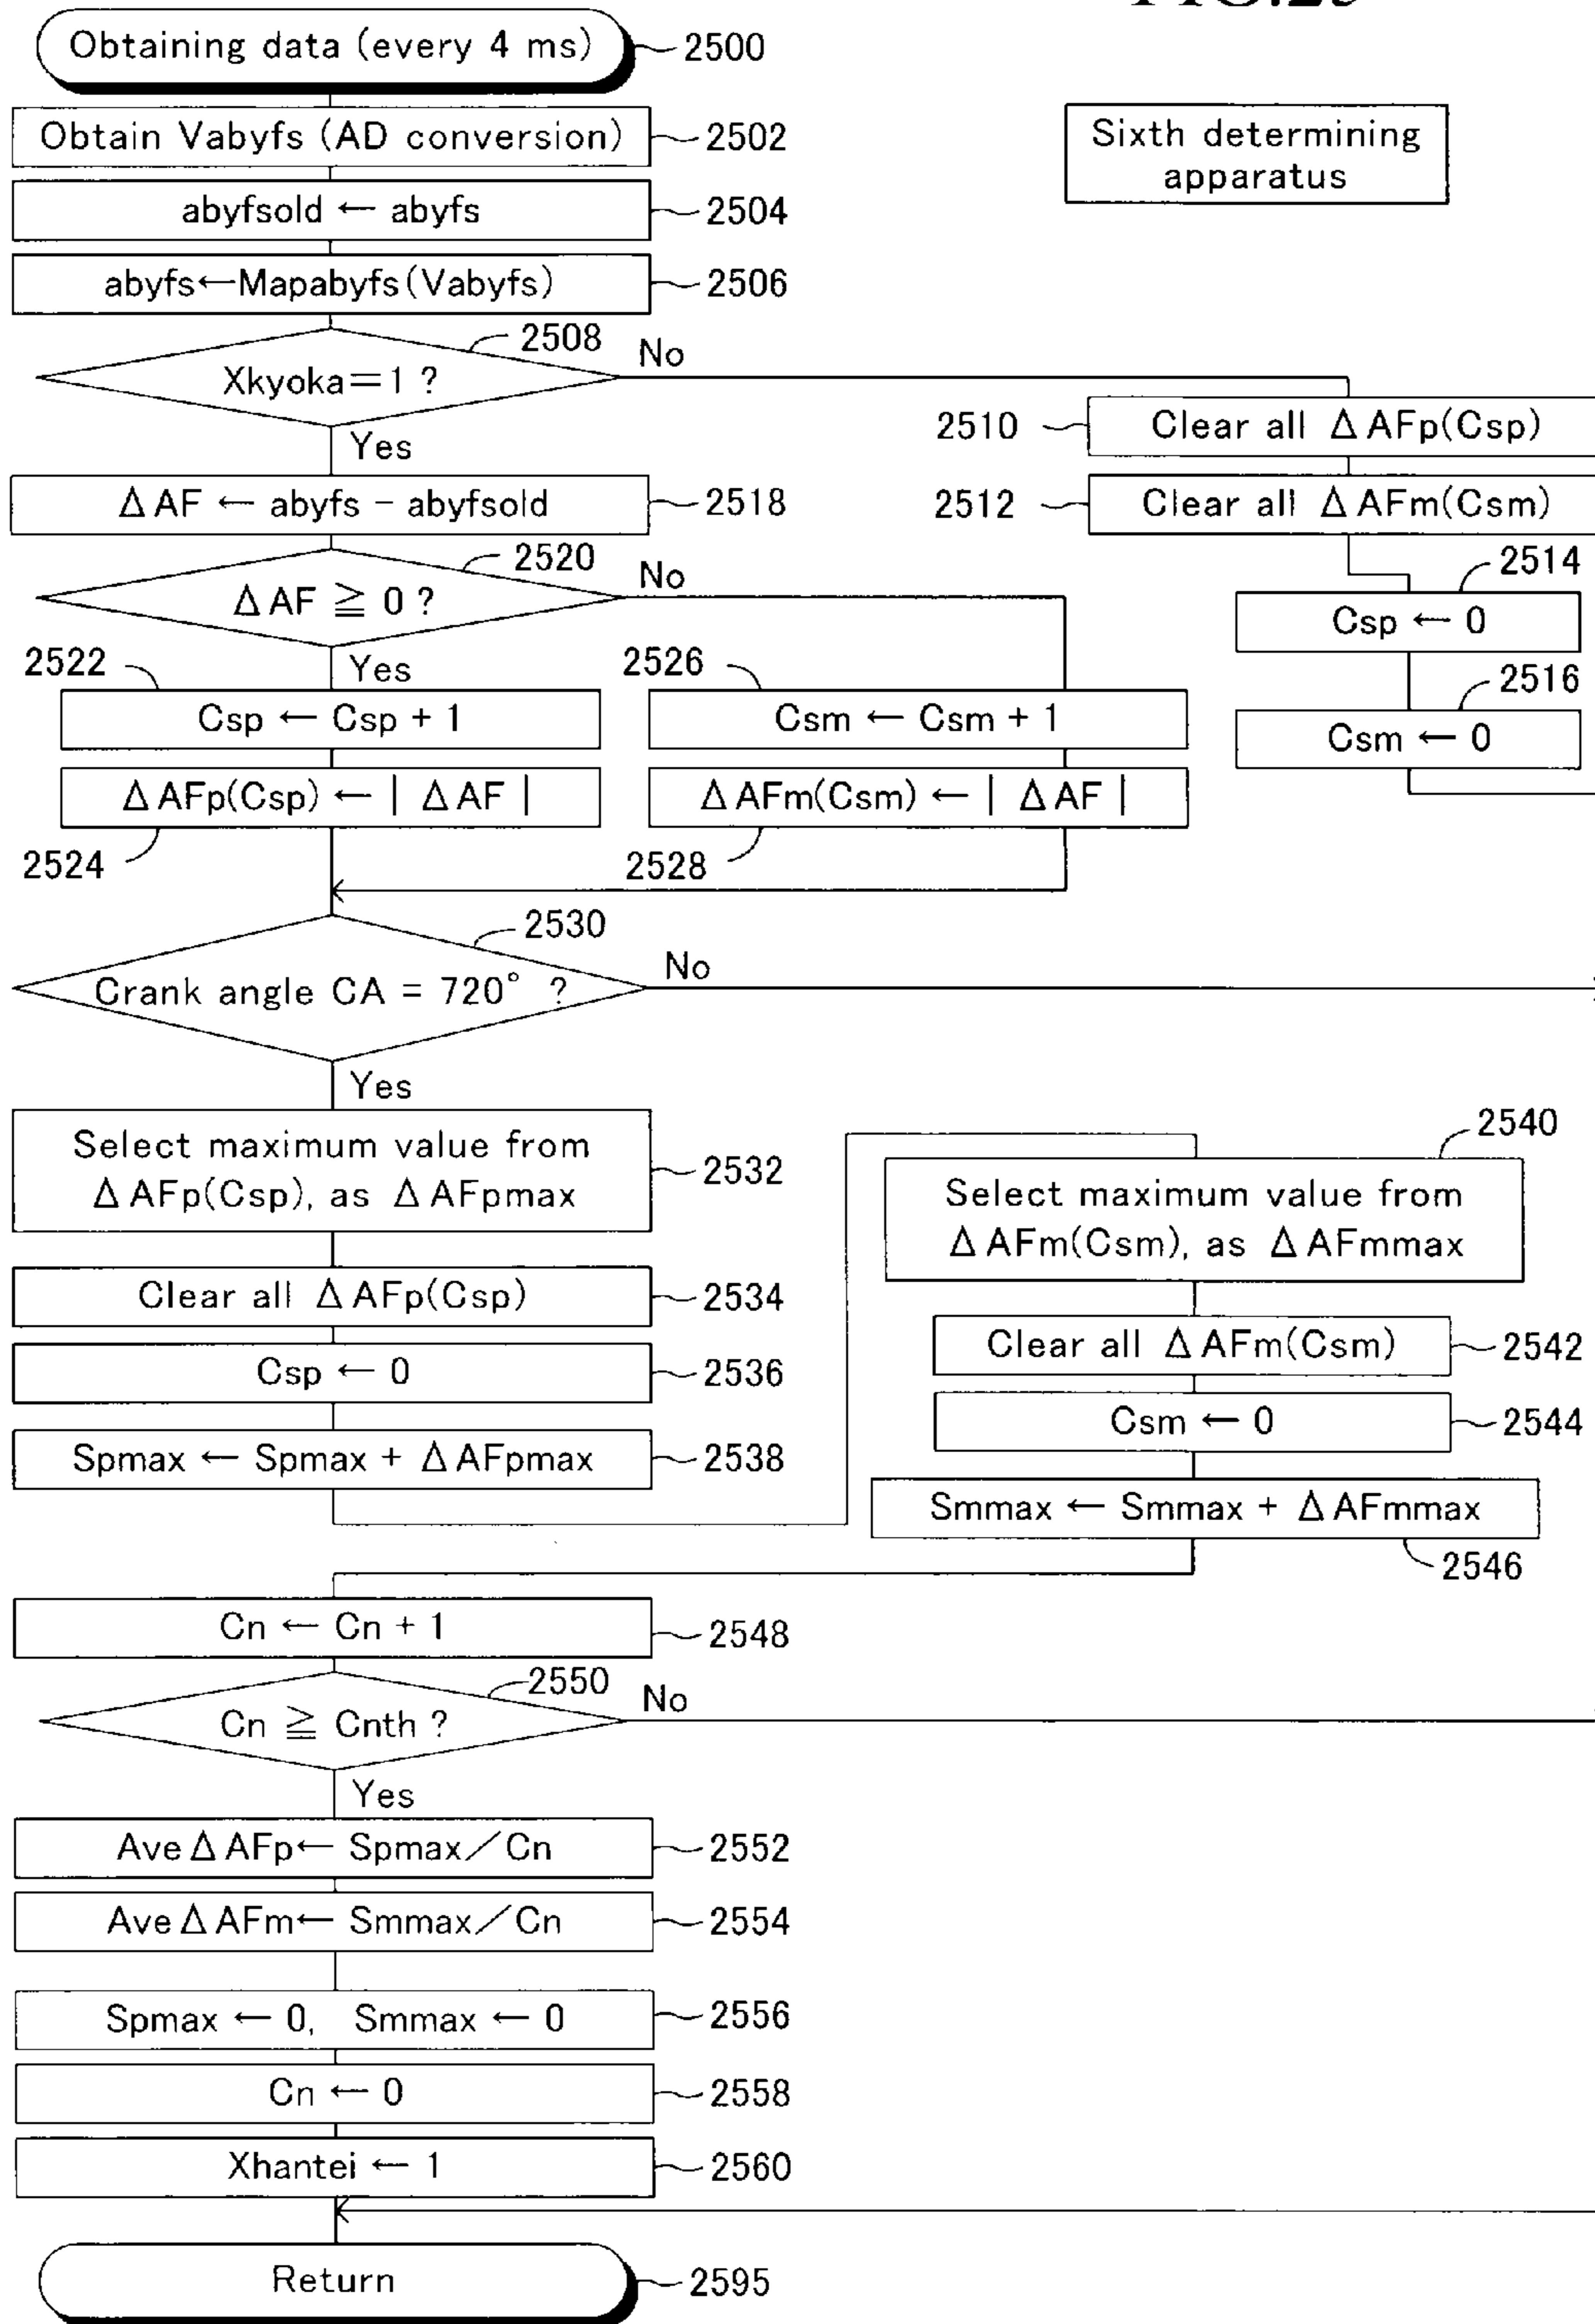 Obtaining data (every 4 ms)
2500
Obtain Vabyfs (AD conversion)
2502
Sixth determining
apparatus
abyfsold ← abyfs
2504
abyfs←Mapabyfs(Vabyfs)
2506
2508
Xkyoka=1 ?
No
Yes
2510
Clear all ΔAFp(Csp)
2512
Clear all ΔAFm(Csm)
2514
Csp ← 0
2516
Csm ← 0
ΔAF ← abyfs - abyfsold
2518
2520
ΔAF ≧ 0 ?
No
Yes
2522
Csp ← Csp + 1
ΔAFp(Csp) ← | ΔAF |
2524
2526
Csm ← Csm + 1
ΔAFm(Csm) ← | ΔAF |
2528
2530
Crank angle CA = 720° ?
No
Yes
Select maximum value from
ΔAFp(Csp), as ΔAFpmax
2532
Clear all ΔAFp(Csp)
2534
Csp ← 0
2536
Spmax ← Spmax + ΔAFpmax
2538
2540
Select maximum value from
ΔAFm(Csm), as ΔAFmmax
Clear all ΔAFm(Csm)
2542
Csm ← 0
2544
Smmax ← Smmax + ΔAFmmax
2546
Cn ← Cn + 1
2548
2550
Cn ≧ Cnth ?
No
Yes
AveΔAFp← Spmax/Cn
2552
AveΔAFm← Smmax/Cn
2554
Spmax ← 0, Smmax ← 0
2556
Cn ← 0
2558
Xhantei ← 1
2560
Return
2595